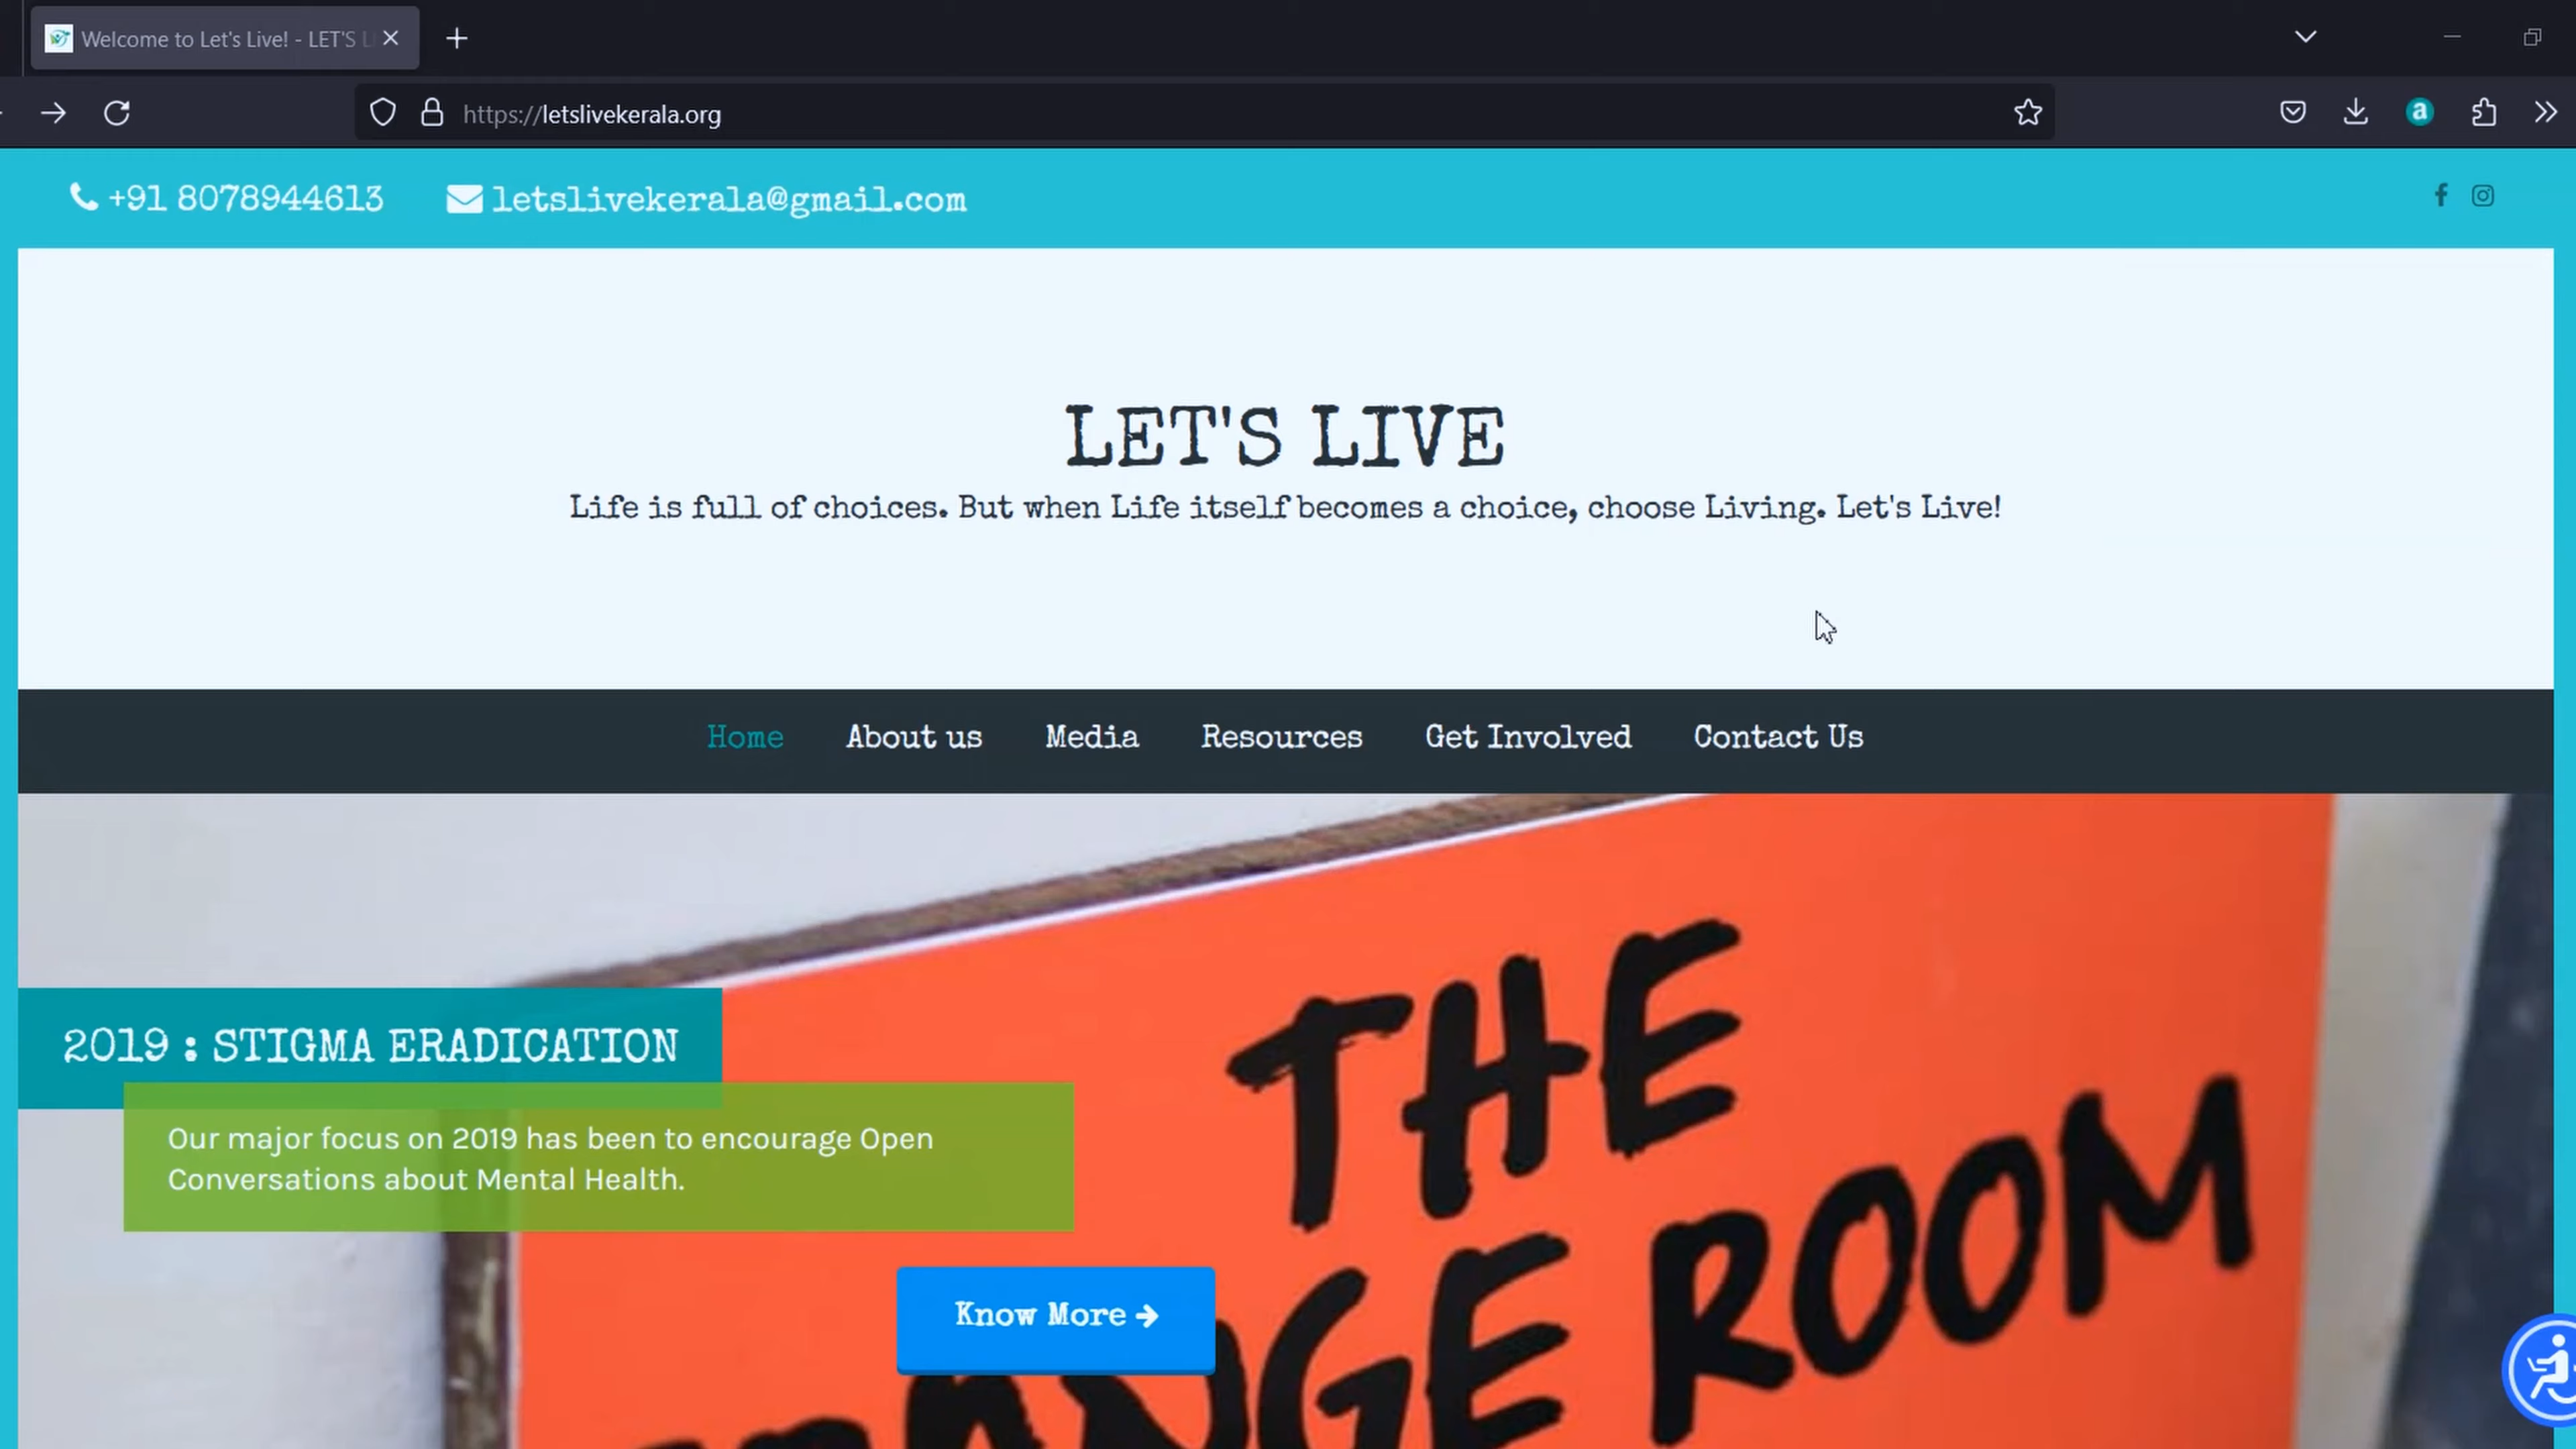 Welcome to Let's Live! - LET'S L
https://letslivekerala.org
a
+91 8078944613
letslivekerala@gmail.com
LET'S LIVE
Life is full of choices. But when Life itself becomes a choice, choose Living. Let's Live!
Home
About us
Media
Resources
Get Involved
Contact Us
2019 : STIGMA ERADICATION
Our major focus on 2019 has been to encourage Open
Conversations about Mental Health.
Know More
THE
ROOM